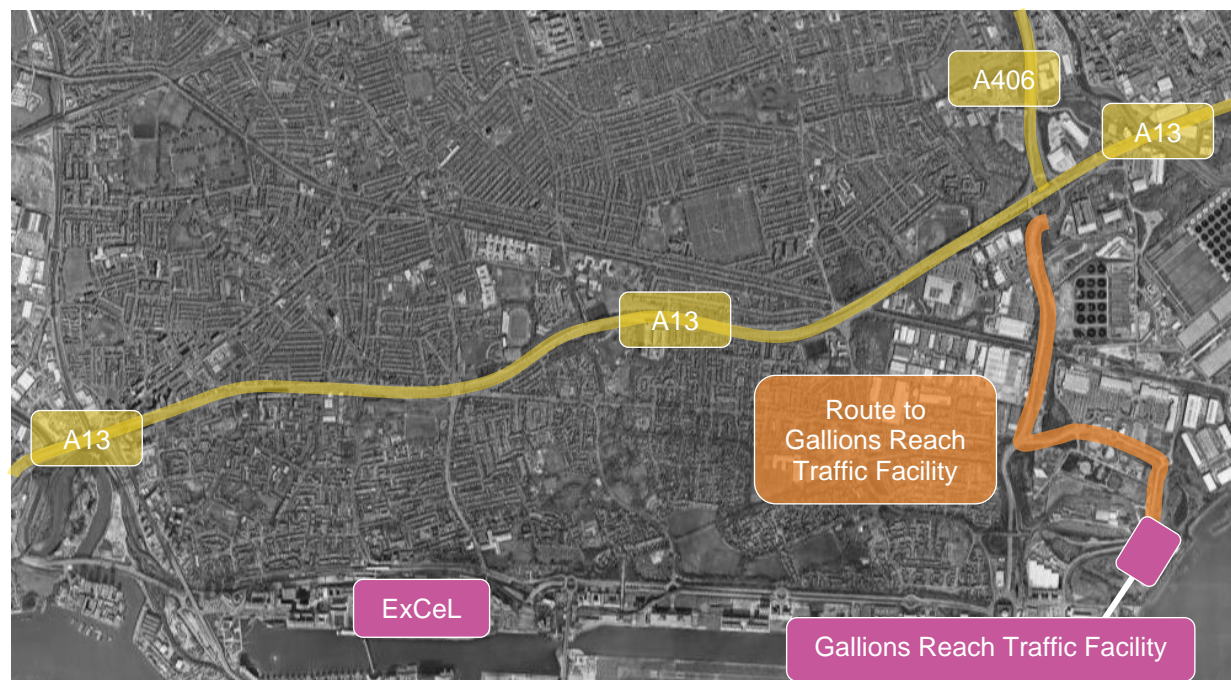 A406
A13
A13
A13
Route to
Gallions Reach
Traffic Facility
ExCeL
Gallions Reach Traffic Facility